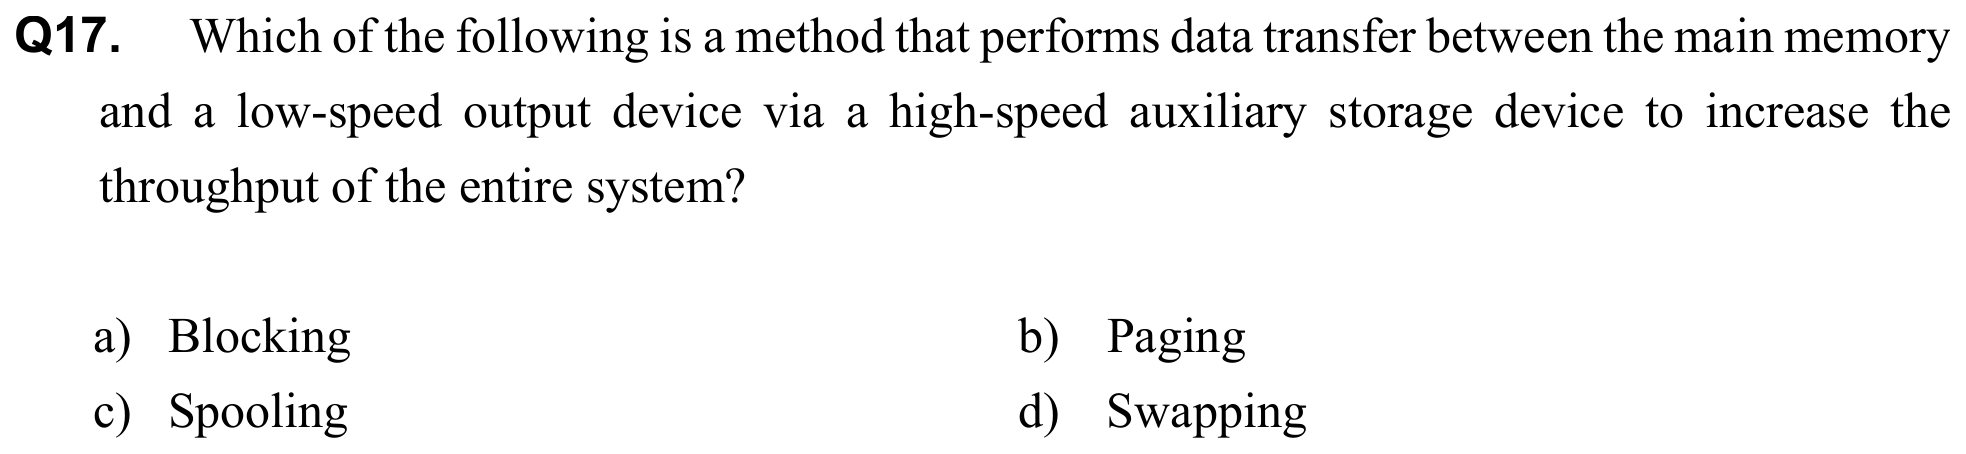 Q17. Which of the following is a method that performs data transfer between the main memory
and a low-speed output device via a high-speed auxiliary storage device to increase the
throughput of the entire system?
a) Blocking b) Paging
c) Spooling d) Swapping